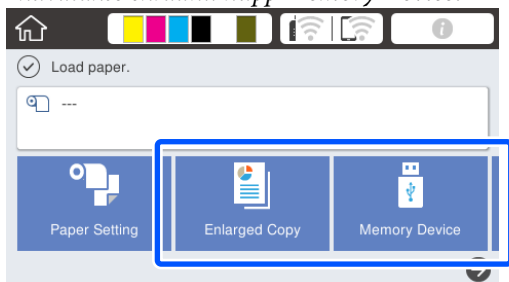 Load paper.
---
Paper Setting
Enlarged Copy
Memory Device